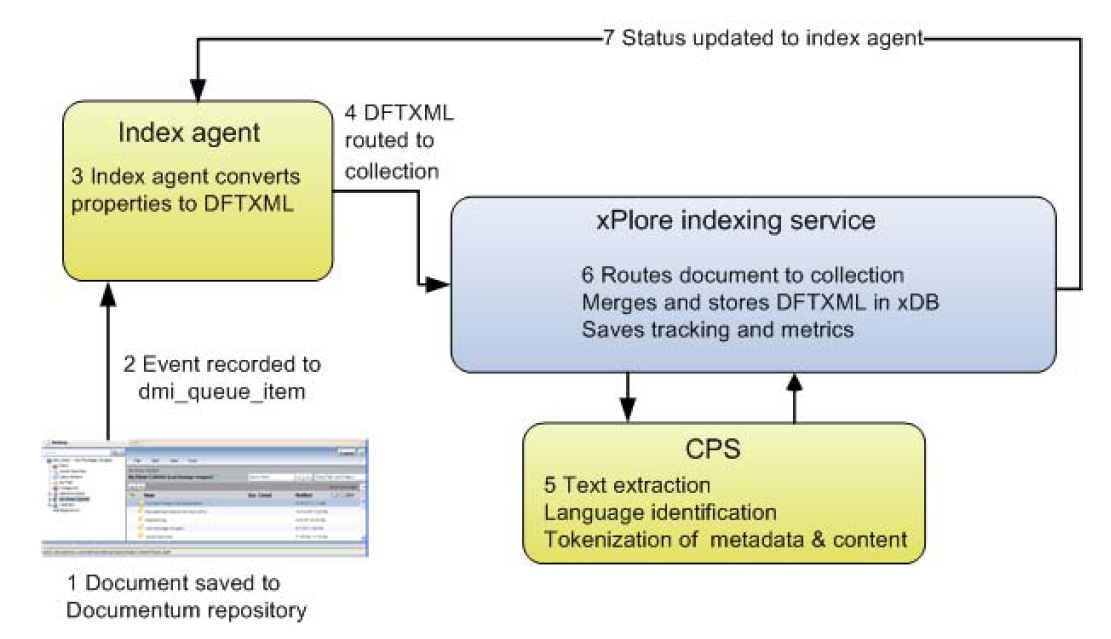 7 Status updated to index agent
Index agent
3 Index agent converts
properties to DFTXML
4 DFTXML
routed to
collection
xPlore indexing service
6 Routes document to collection
Merges and stores DFTXML in xDB
Saves tracking and metrics
2 Event recorded to
dmi_queue_item
CPS
5 Text extraction
Language identification
Tokenization of metadata & content
1 Document saved to
Documentum repository